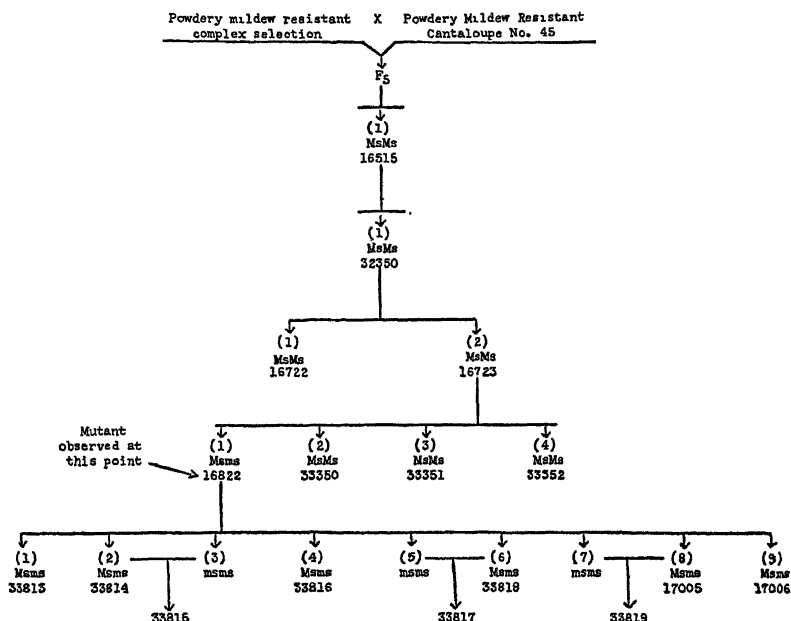 Powdery mildew resistant X Powdery Mildew Resistant
complex selection Cantaloupe No. 45
F5
(1)
MsMs
16515
(1)
MsMs
32350
(1) (2)
MsMs MsMs
16722 16723
Mutant
observed at
this point
(1) (2) (3) (4)
Msms MsMs MsMs MsMs
16822 33350 33351 33352
(1) (2) (3) (4) (5) (6) (7) (8) (9)
Msms Msms msms Msms msms Msms msms Msms Msms
33813 33814 33816 33818 17005 17006
33815 33817 33819